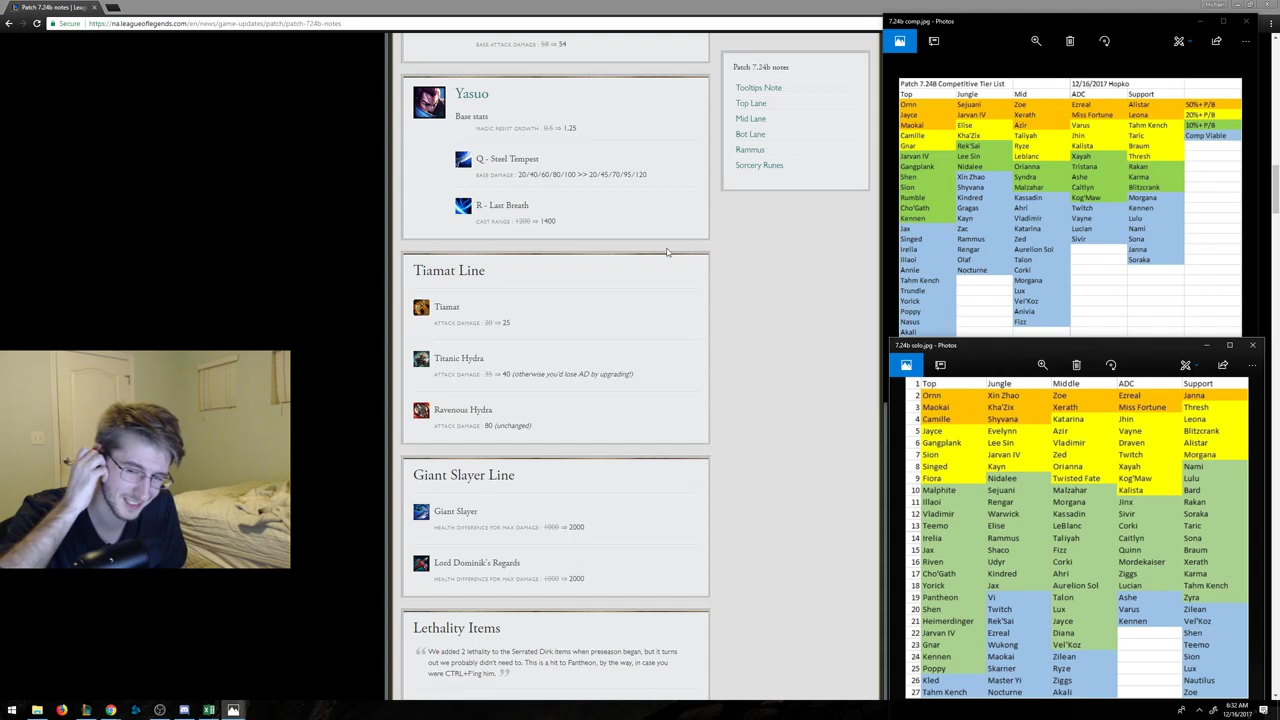 Patch 7.24b notes | Lea
Michael
Secure https://na.leagueoflegends.com/en/news/game-updates/patch/patch-724b-notes
BASE ATTACK DAMAGE : 58 ⇒ 54
Yasuo
Base stats
MAGIC RESIST GROWTH : 0.5 ⇒ 1.25
Q - Steel Tempest
BASE DAMAGE : 20/40/60/80/100 >> 20/45/70/95/120
R - Last Breath
CAST RANGE : 1200 ⇒ 1400
Tiamat Line
Tiamat
ATTACK DAMAGE : 20 ⇒ 25
Titanic Hydra
ATTACK DAMAGE : 35 ⇒ 40 (otherwise you'd lose AD by upgrading!)
Ravenous Hydra
ATTACK DAMAGE : 80 (unchanged)
Giant Slayer Line
Giant Slayer
HEALTH DIFFERENCE FOR MAX DAMAGE : 1000 ⇒ 2000
Lord Dominik's Regards
HEALTH DIFFERENCE FOR MAX DAMAGE : 1000 ⇒ 2000
Lethality Items
We added 2 lethality to the Serrated Dirk items when preseason began, but it turns
out we probably didn't need to. This is a hit to Pantheon, by the way, in case you
were CTRL+F'ing him.
Patch 7.24b notes
Tooltips Note
Top Lane
Mid Lane
Bot Lane
Rammus
Sorcery Runes
7.24b comp.jpg - Photos
Patch 7.24B Competitive Tier List 12/16/2017 Hopko
Top Jungle Mid ADC Support
Ornn Sejuani Zoe Ezreal Alistar 50%+ P/B
Jayce Jarvan IV Xerath Miss Fortune Leona 20%+ P/B
Maokai Elise Azir Varus Tahm Kench 10%+ P/B
Camille Kha'Zix Taliyah Jhin Taric Comp Viable
Gnar Rek'Sai Ryze Kalista Braum
Jarvan IV Lee Sin Leblanc Xayah Thresh
Gangplank Nidalee Orianna Tristana Rakan
Shen Xin Zhao Syndra Ashe Karma
Sion Shyvana Malzahar Caitlyn Blitzcrank
Rumble Jax Kassadin Kog'Maw Morgana
Cho'Gath Gragas Ahri Twitch Kennen
Kennen Kayn Vladimir Vayne Lulu
Jax Zac Katarina Lucian Nami
Singed Rammus Zed Sivir Sona
Irelia Rengar Aurelion Sol Janna
Illaoi Olaf Talon Soraka
Annie Nocturne Corki
Tahm Kench Morgana
Trundle Lux
Yorick Vel'Koz
Poppy Anivia
Nasus Fizz
Akali
7.24b solo.jpg - Photos
1 Top Jungle Middle ADC Support
2 Ornn Xin Zhao Zoe Ezreal Janna
3 Maokai Kha'Zix Xerath Miss Fortune Thresh
4 Camille Shyvana Katarina Jhin Leona
5 Jayce Evelynn Azir Vayne Blitzcrank
6 Gangplank Lee Sin Vladimir Draven Alistar
7 Sion Jarvan IV Zed Twitch Morgana
8 Singed Kayn Orianna Xayah Nami
9 Fiora Nidalee Twisted Fate Kog'Maw Lulu
10 Malphite Sejuani Malzahar Kalista Bard
11 Illaoi Rengar Morgana Jinx Rakan
12 Vladimir Warwick Kassadin Sivir Soraka
13 Teemo Elise LeBlanc Corki Taric
14 Irelia Rammus Taliyah Caitlyn Sona
15 Jax Shaco Fizz Quinn Braum
16 Riven Udyr Corki Mordekaiser Xerath
17 Cho'Gath Kindred Ahri Ziggs Karma
18 Yorick Jax Aurelion Sol Lucian Tahm Kench
19 Pantheon Vi Talon Ashe Zyra
20 Shen Twitch Lux Varus Zilean
21 Heimerdinger Rek'Sai Jayce Kennen Vel'Koz
22 Jarvan IV Ezreal Diana Shen
23 Gnar Wukong Vel'Koz Teemo
24 Kennen Maokai Zilean Sion
25 Poppy Skarner Ryze Lux
26 Kled Master Yi Ziggs Nautilus
27 Tahm Kench Nocturne Akali Zoe
6:32 AM
12/16/2017